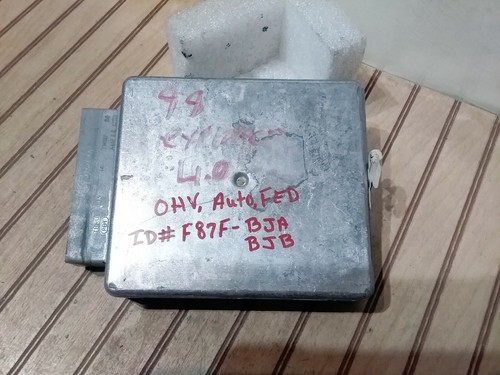 98
explorer
4.0
OHV, Auto, FED
ID# F87F-BJA
BJB